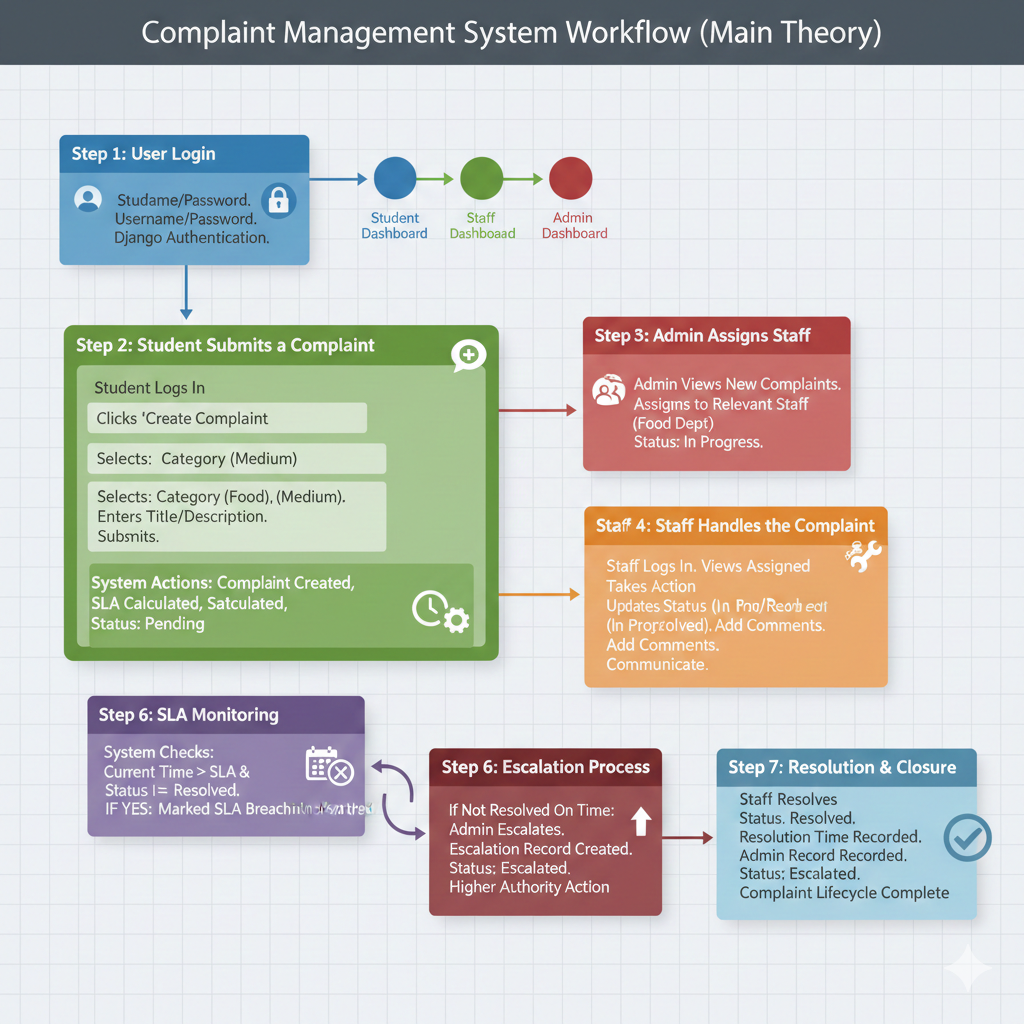 Complaint Management System Workflow (Main Theory)
Step 1: User Login
Studame/Password.
Username/Password.
Django Authentication.
Student
Dashboard
Staff
Dashboaad
Admin
Dashboard
Step 2: Student Submits a Complaint
Student Logs In
Clicks 'Create Complaint
Selects: Category (Medium)
Selects: Category (Food), (Medium).
Enters Title/Description.
Submits.
System Actions: Complaint Created,
SLA Calculated, Satculated,
Status: Pending
Step 3: Admin Assigns Staff
Admin Views New Complaints.
Assigns to Relevant Staff
(Food Dept)
Status: In Progress.
Staff 4: Staff Handles the Complaint
Staff Logs In. Views Assigned
Takes Action
Updates Status (In
Add Comments.
Add Comments.
Communicate.
Step 6: SLA Monitoring
System Checks:
Current Time > SLA &
Status != Resolved.
IF YES: Marked SLA
Step 6: Escalation Process
If Not Resolved On Time:
Admin Escalates.
Escalation Record Created.
Status: Escalated.
Higher Authority Action
Step 7: Resolution & Closure
Staff Resolves
Status. Resolved.
Resolution Time Recorded.
Admin Record Recorded.
Status: Escalated.
Complaint Lifecycle Complete